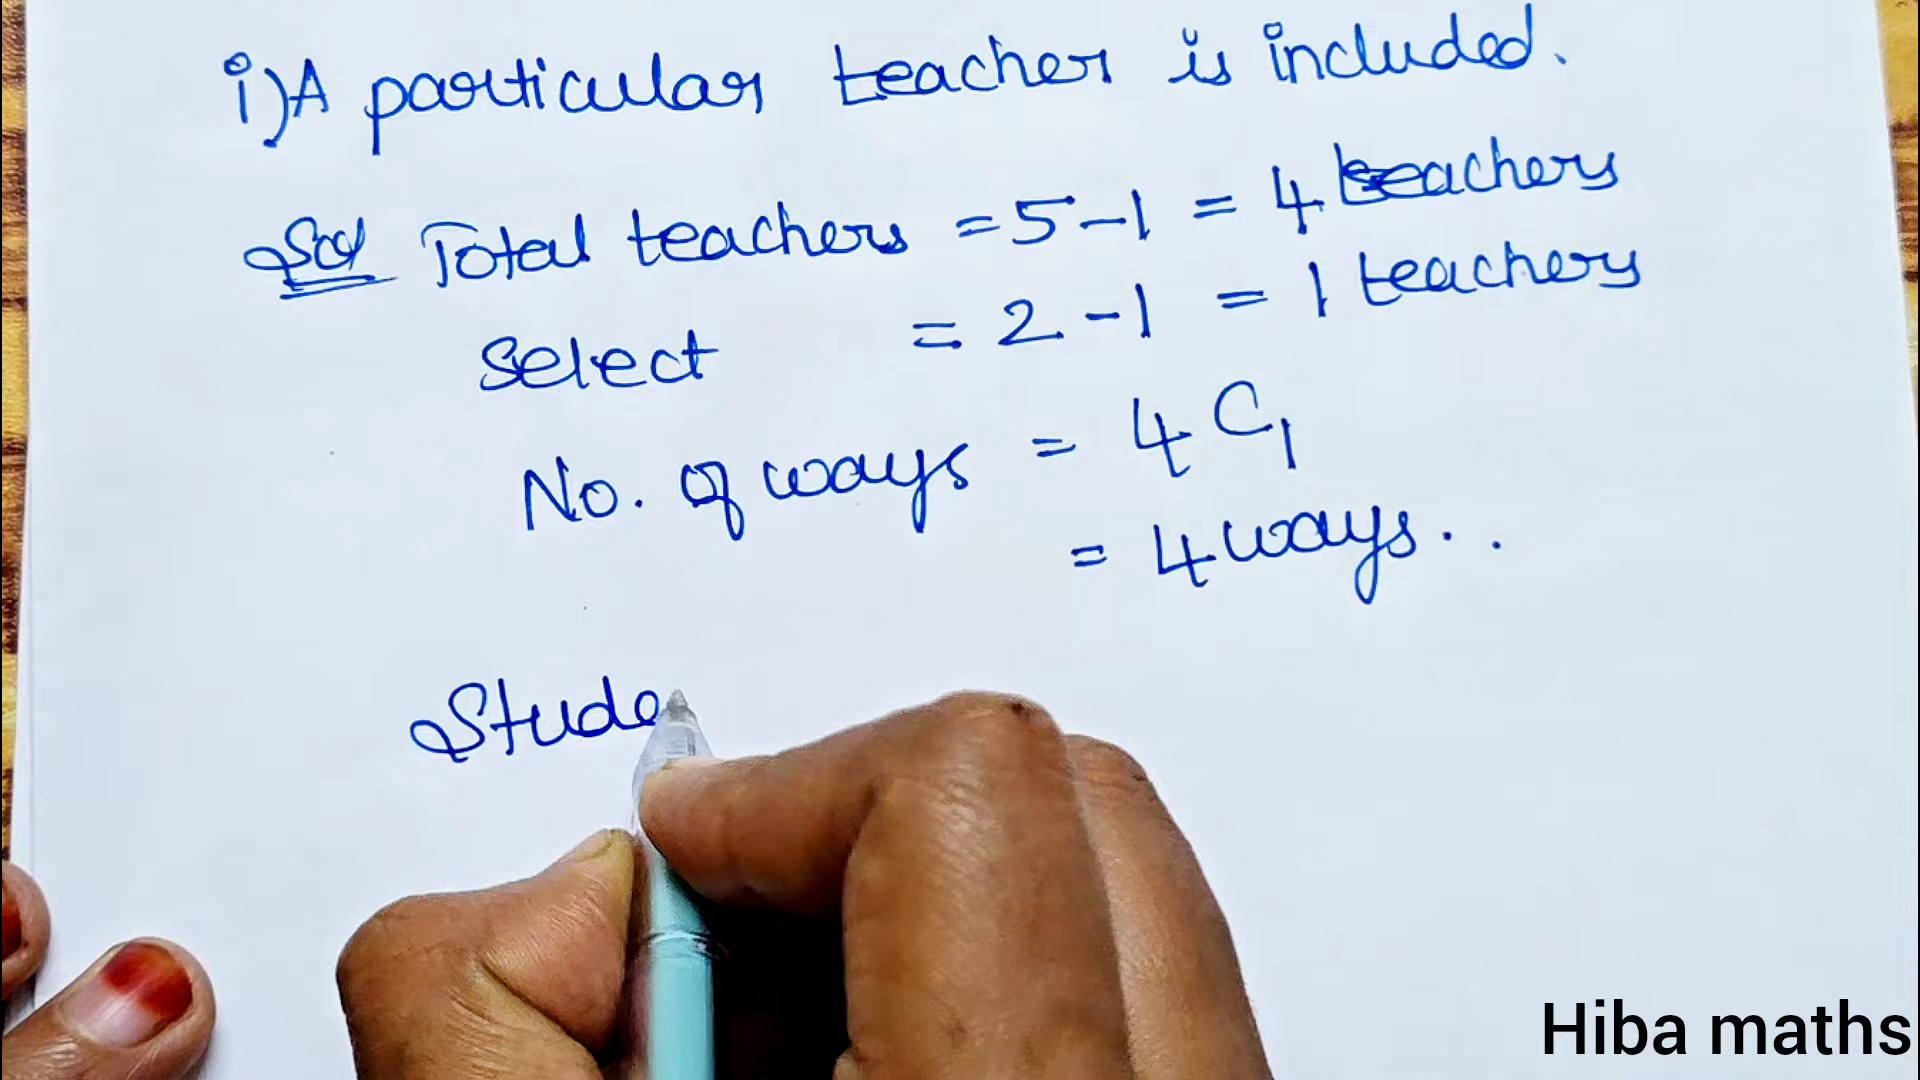 i) A particular teacher is included.
Sol Total teachers = 5 - 1 = 4 teachers
Select = 2 - 1 = 1 teachers
No. of ways = 4C1
= 4 ways..
Stude
Hiba maths